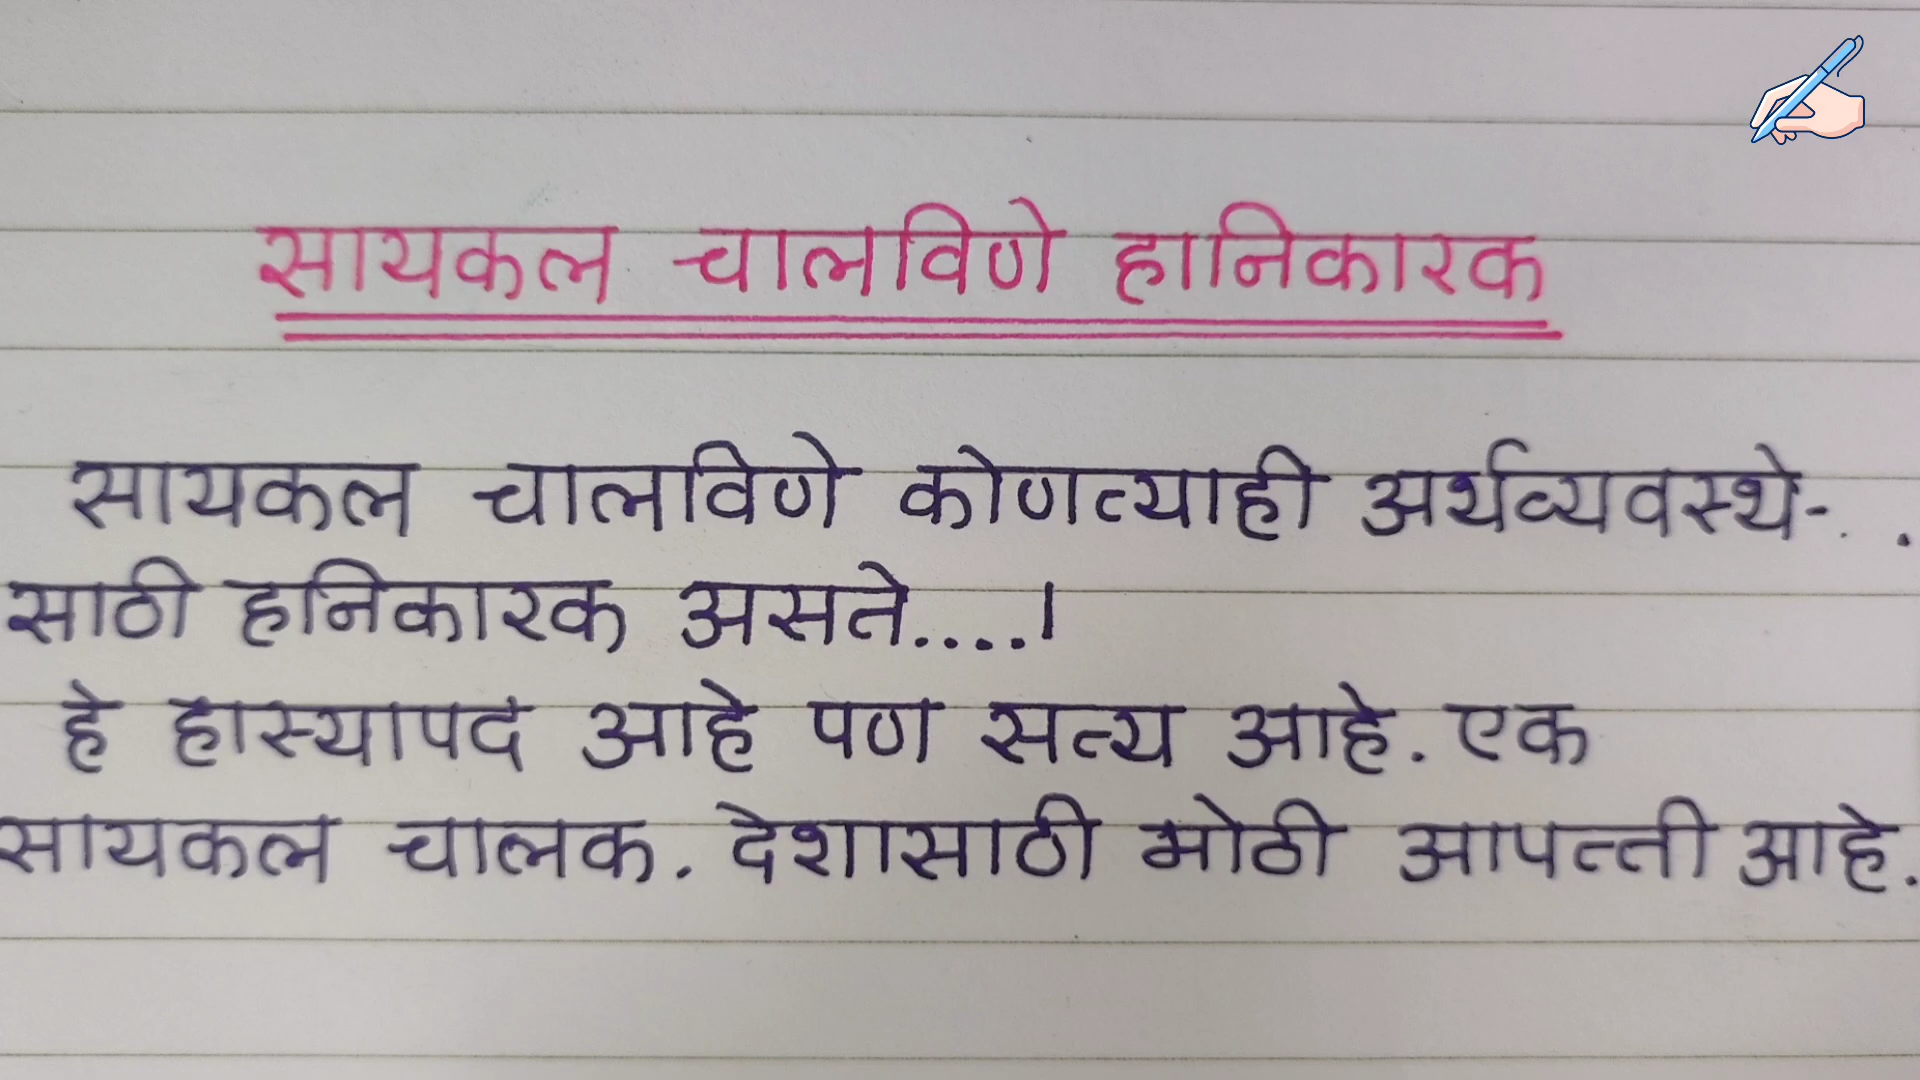 सायकल चालविणे हानिकारक
सायकल चालविणे कोणत्याही अर्थव्यवस्थे-. .
साठी हनिकारक असते....।
हे हास्यापद आहे पण सत्य आहे. एक
सायकल चालक. देशासाठी मोठी आपत्ती आहे.